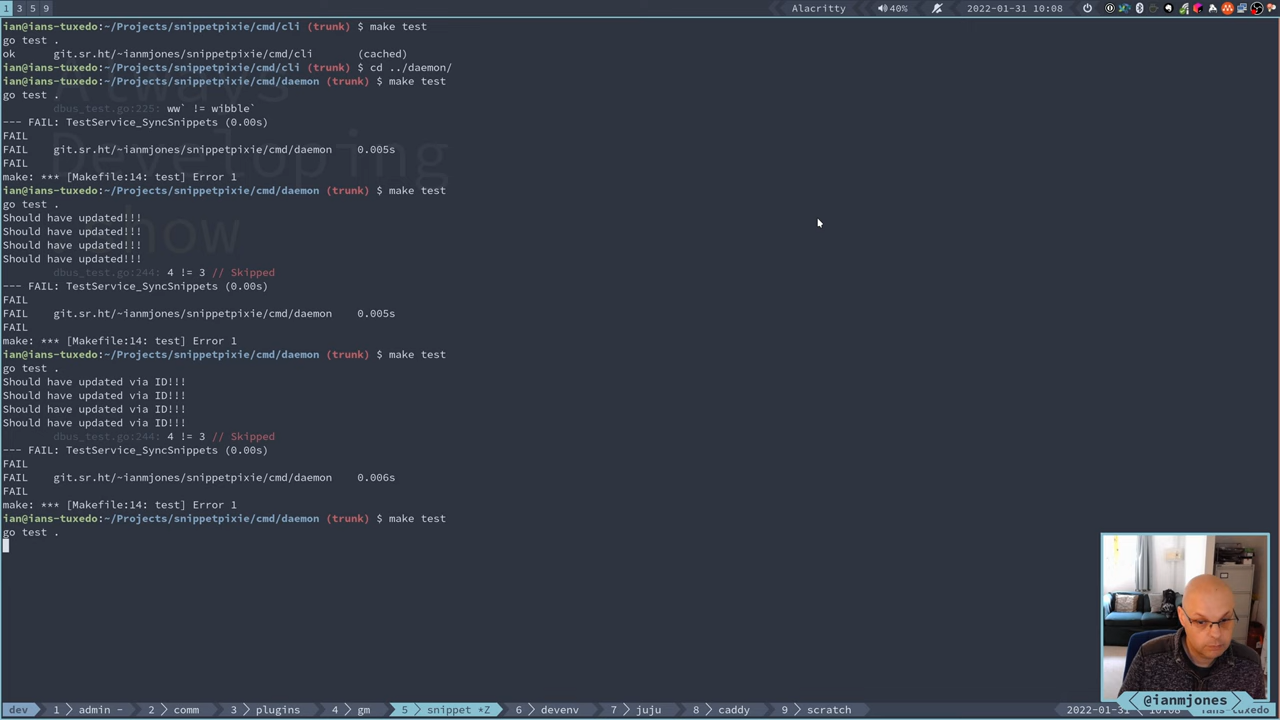 1 3 5 9
Alacritty
40%
2022-01-31 10:08
ian@ians-tuxedo:~/Projects/snippetpixie/cmd/cli (trunk) $ make test
go test .
ok git.sr.ht/~ianmjones/snippetpixie/cmd/cli (cached)
ian@ians-tuxedo:~/Projects/snippetpixie/cmd/cli (trunk) $ cd ../daemon/
ian@ians-tuxedo:~/Projects/snippetpixie/cmd/daemon (trunk) $ make test
go test .
dbus_test.go:225: ww` != wibble`
--- FAIL: TestService_SyncSnippets (0.00s)
FAIL
FAIL git.sr.ht/~ianmjones/snippetpixie/cmd/daemon 0.005s
FAIL
make: *** [Makefile:14: test] Error 1
ian@ians-tuxedo:~/Projects/snippetpixie/cmd/daemon (trunk) $ make test
go test .
Should have updated!!!
Should have updated!!!
Should have updated!!!
Should have updated!!!
dbus_test.go:244: 4 != 3 // Skipped
--- FAIL: TestService_SyncSnippets (0.00s)
FAIL
FAIL git.sr.ht/~ianmjones/snippetpixie/cmd/daemon 0.005s
FAIL
make: *** [Makefile:14: test] Error 1
ian@ians-tuxedo:~/Projects/snippetpixie/cmd/daemon (trunk) $ make test
go test .
Should have updated via ID!!!
Should have updated via ID!!!
Should have updated via ID!!!
Should have updated via ID!!!
dbus_test.go:244: 4 != 3 // Skipped
--- FAIL: TestService_SyncSnippets (0.00s)
FAIL
FAIL git.sr.ht/~ianmjones/snippetpixie/cmd/daemon 0.006s
FAIL
make: *** [Makefile:14: test] Error 1
ian@ians-tuxedo:~/Projects/snippetpixie/cmd/daemon (trunk) $ make test
go test .
Always
Developing
@ianmjones
dev 1 admin - 2 comm 3 plugins 4 gm 5 snippet *Z 6 devenv 7 juju 8 caddy 9 scratch 2022-01-31